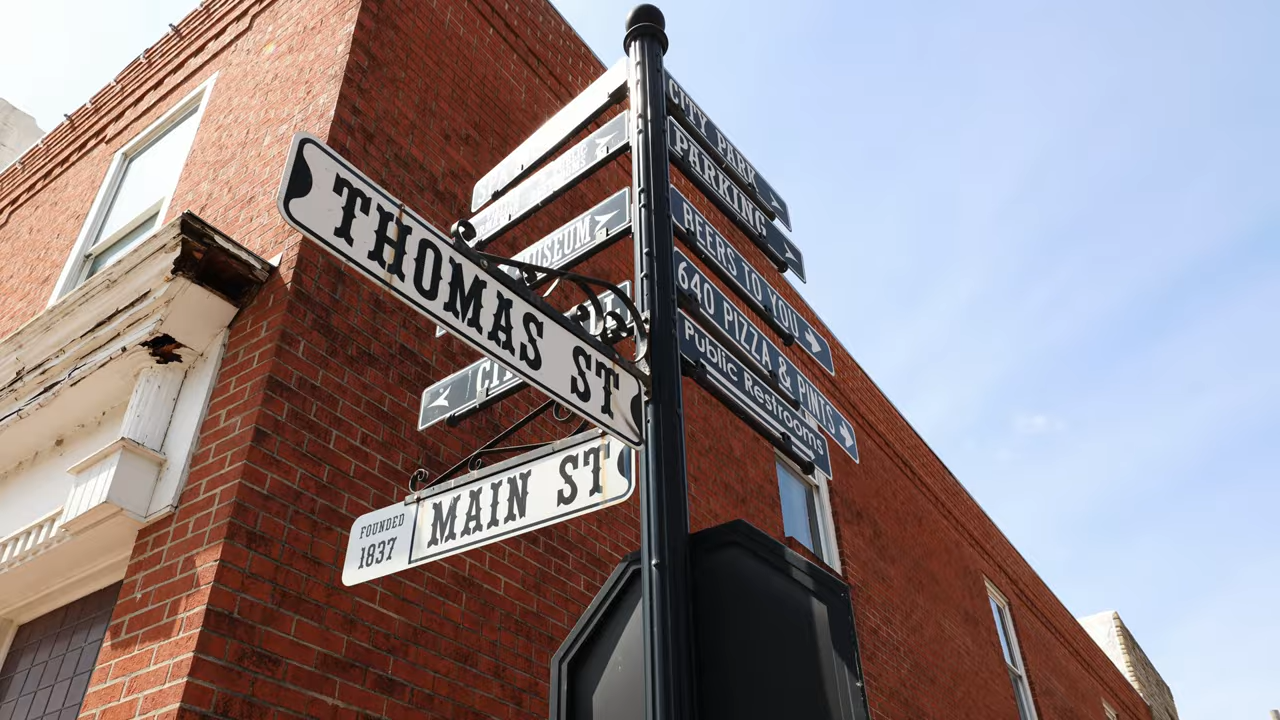 THOMAS ST
FOUNDED
1837
MAIN ST
MUSEUM
CITY PARK
PARKING
BEERS TO YOU
640 PIZZA & PINTS
Public Restrooms